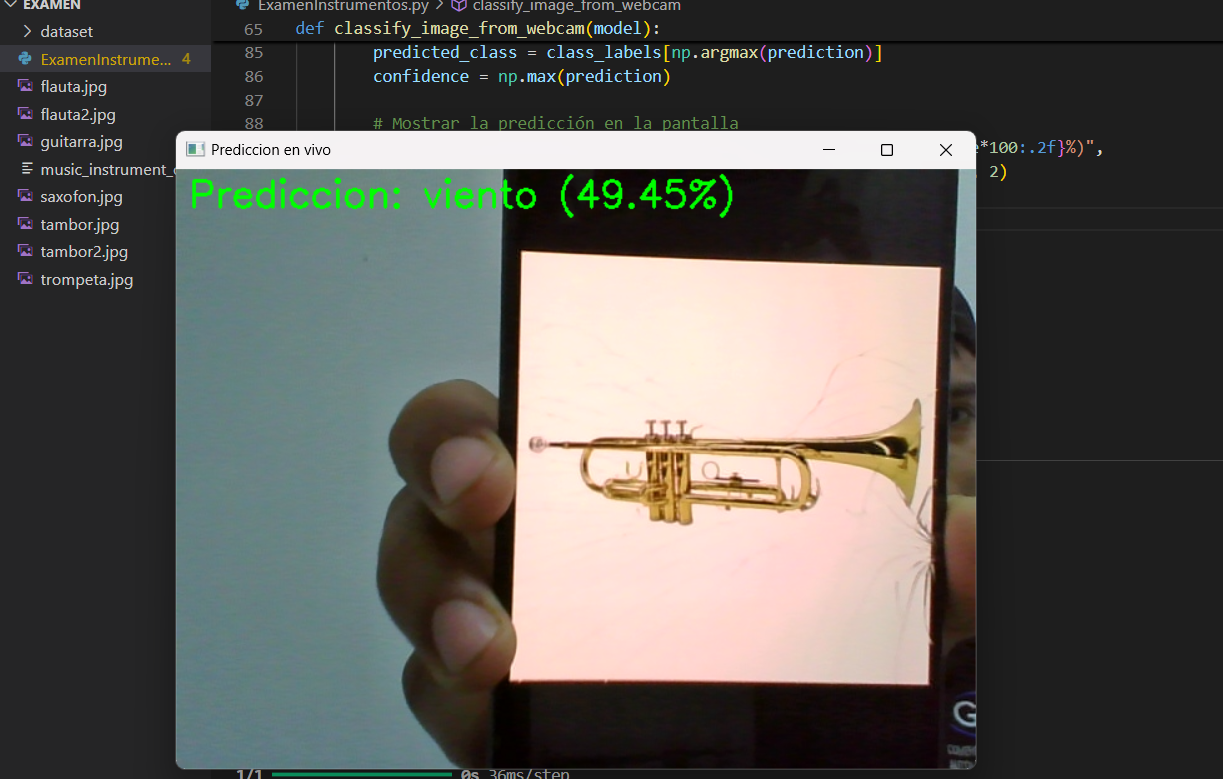 EXAMEN
dataset
ExamenInstrume... 4
flauta.jpg
flauta2.jpg
guitarra.jpg
music_instrument_
saxofon.jpg
tambor.jpg
tambor2.jpg
trompeta.jpg
ExamenInstrumentos.py > classify_image_from_webcam
65 def classify_image_from_webcam(model):
85 predicted_class = class_labels[np.argmax(prediction)]
86 confidence = np.max(prediction)
87
88 # Mostrar la predicción en la pantalla
*100:.2f}%)",
2)
Prediccion en vivo
Prediccion: viento (49.45%)
G
1/1 0s 36ms/step